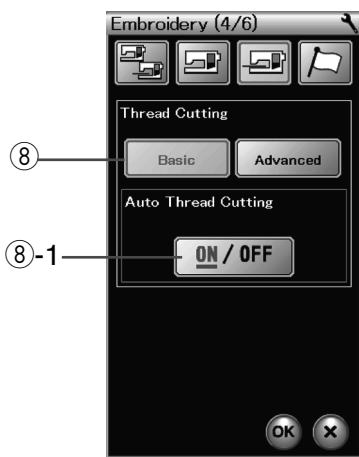 Embroidery (4/6)
Thread Cutting
⑧
Basic
Advanced
Auto Thread Cutting
⑧-1
ON / OFF
OK